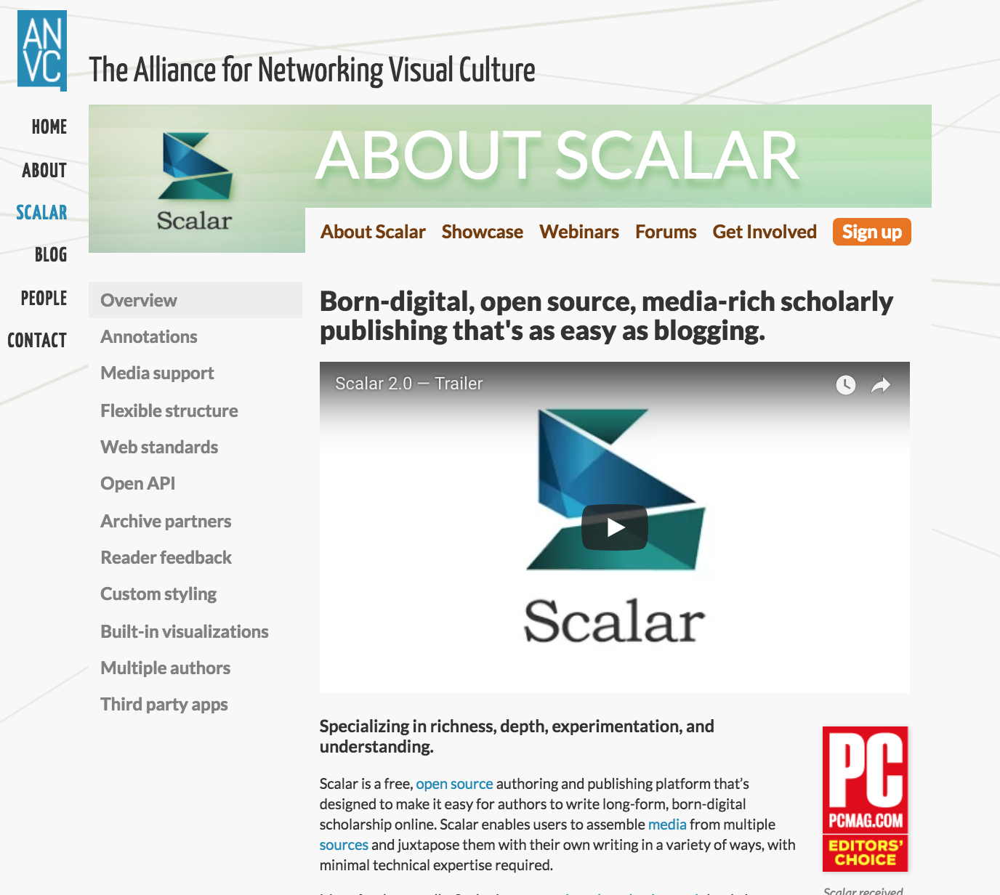 AN
VC
The Alliance for Networking Visual Culture
HOME
ABOUT
SCALAR
BLOG
PEOPLE
CONTACT
Scalar
ABOUT SCALAR
About Scalar Showcase Webinars Forums Get Involved Sign up
Overview
Annotations
Media support
Flexible structure
Web standards
Open API
Archive partners
Reader feedback
Custom styling
Built-in visualizations
Multiple authors
Third party apps
Born-digital, open source, media-rich scholarly
publishing that's as easy as blogging.
Scalar 2.0 — Trailer
Scalar
Specializing in richness, depth, experimentation, and
understanding.
Scalar is a free, open source authoring and publishing platform that’s
designed to make it easy for authors to write long-form, born-digital
scholarship online. Scalar enables users to assemble media from multiple
sources and juxtapose them with their own writing in a variety of ways, with
minimal technical expertise required.
PC
PCMAG.COM
EDITORS’
CHOICE
Scalar received